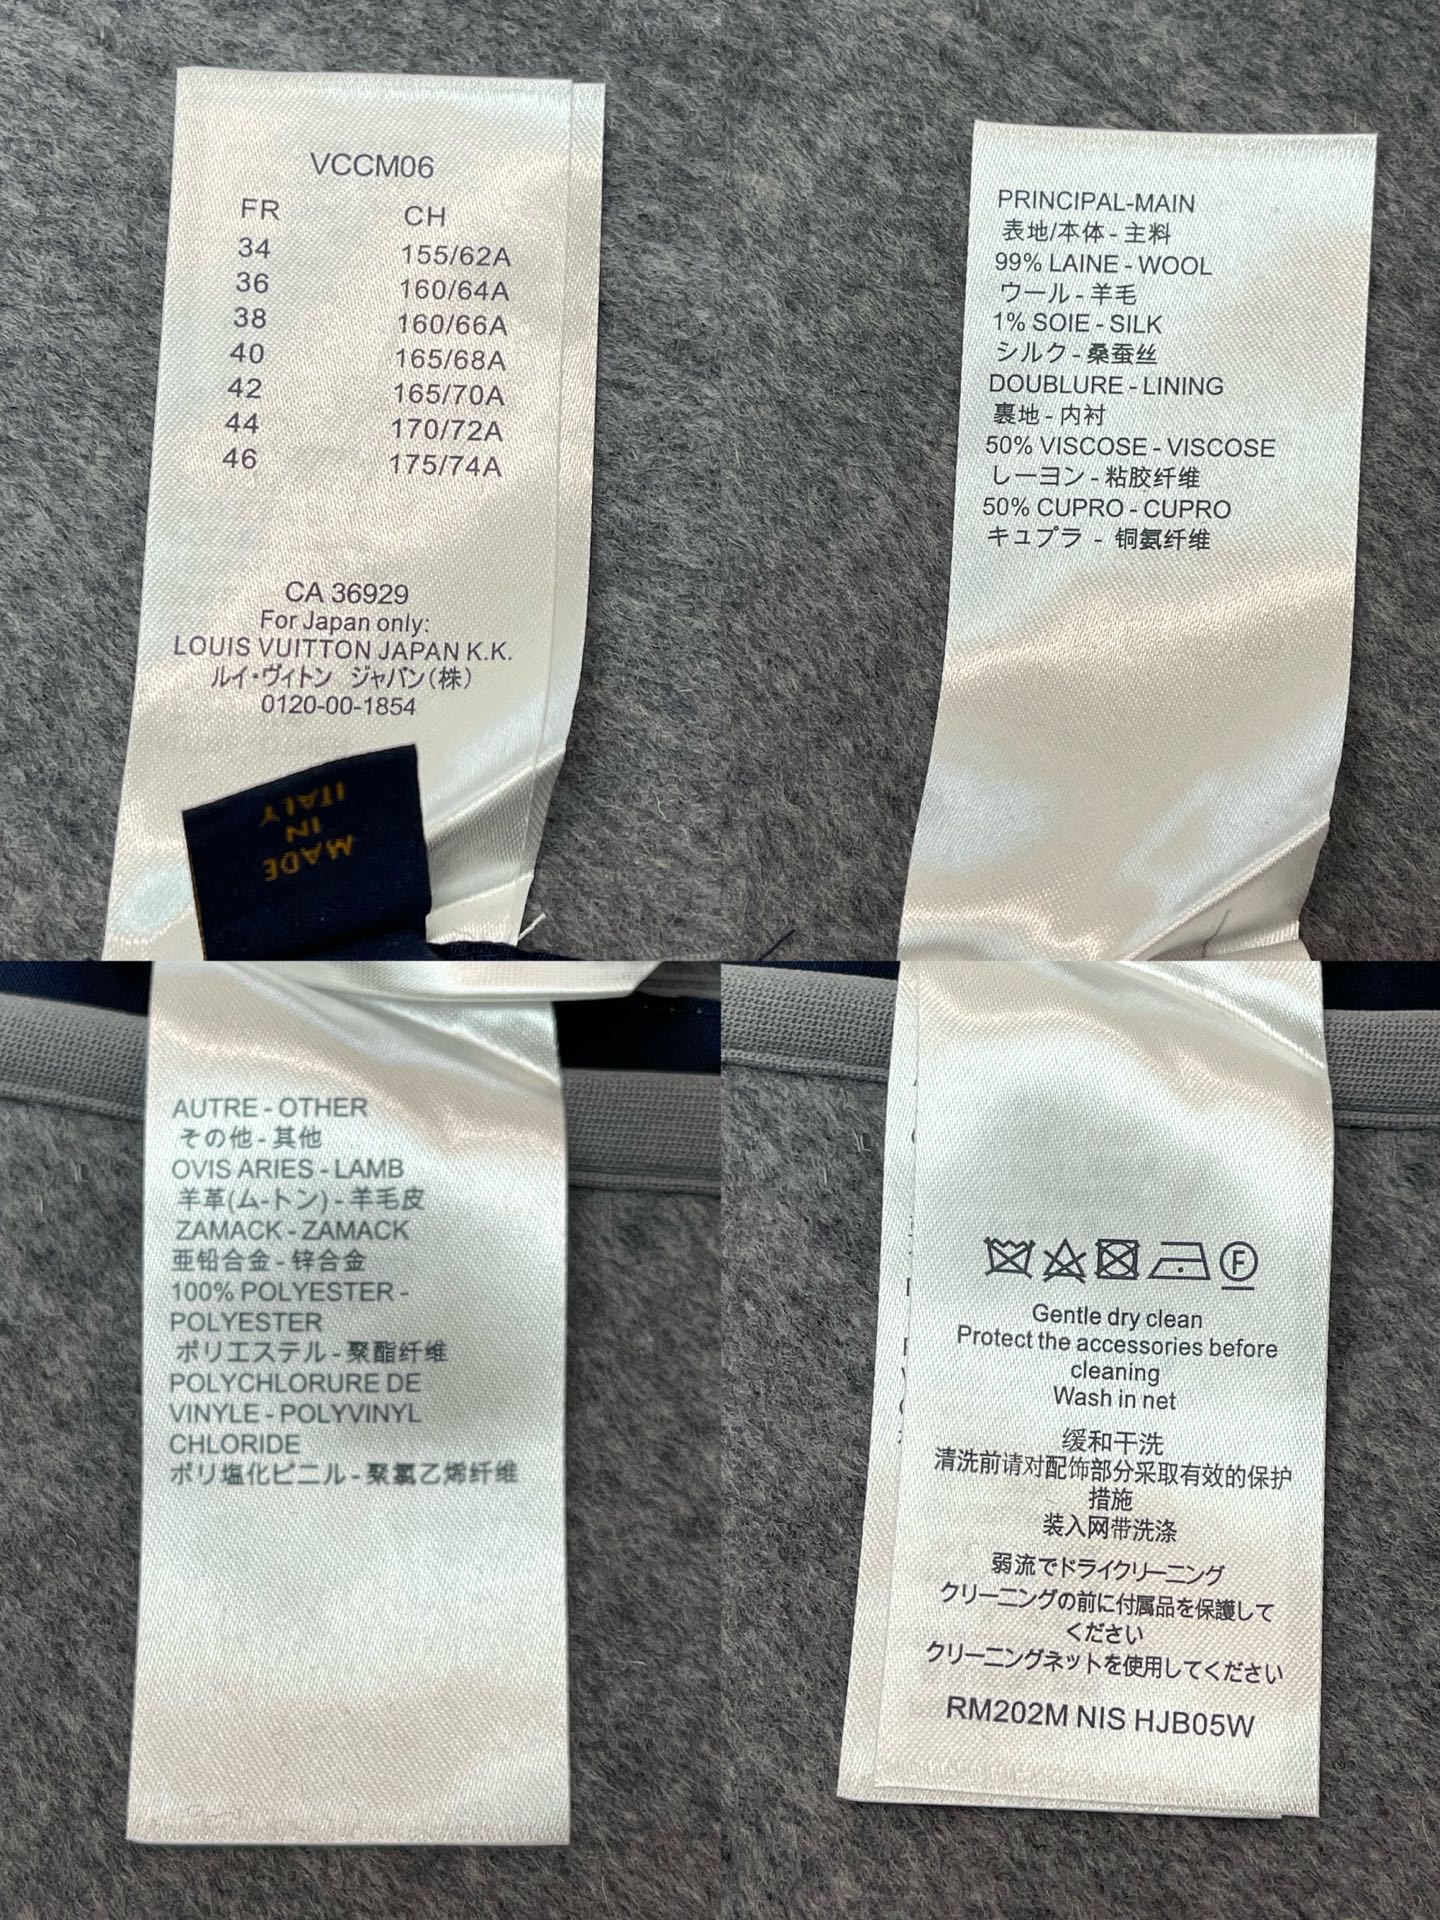 VCCM06
FR CH
34 155/62A
36 160/64A
38 160/66A
40 165/68A
42 165/70A
44 170/72A
46 175/74A
CA 36929
For Japan only:
LOUIS VUITTON JAPAN K.K.
ルイ・ヴィトン ジャパン(株)
0120-00-1854
MADE
IN
ITALY
PRINCIPAL-MAIN
表地/本体 - 主料
99% LAINE - WOOL
ウール - 羊毛
1% SOIE - SILK
シルク - 桑蚕丝
DOUBLURE - LINING
裏地 - 内衬
50% VISCOSE - VISCOSE
レーヨン - 粘胶纤维
50% CUPRO - CUPRO
キュプラ - 铜氨纤维
AUTRE - OTHER
その他 - 其他
OVIS ARIES - LAMB
羊革(ム-トン) - 羊毛皮
ZAMACK - ZAMACK
亜鉛合金 - 锌合金
100% POLYESTER -
POLYESTER
ポリエステル - 聚酯纤维
POLYCHLORURE DE
VINYLE - POLYVINYL
CHLORIDE
ポリ塩化ビニル - 聚氯乙烯纤维
F
Gentle dry clean
Protect the accessories before
cleaning
Wash in net
缓和干洗
清洗前请对配饰部分采取有效的保护
措施
装入网带洗涤
弱流でドライクリーニング
クリーニングの前に付属品を保護して
ください
クリーニングネットを使用してください
RM202M NIS HJB05W